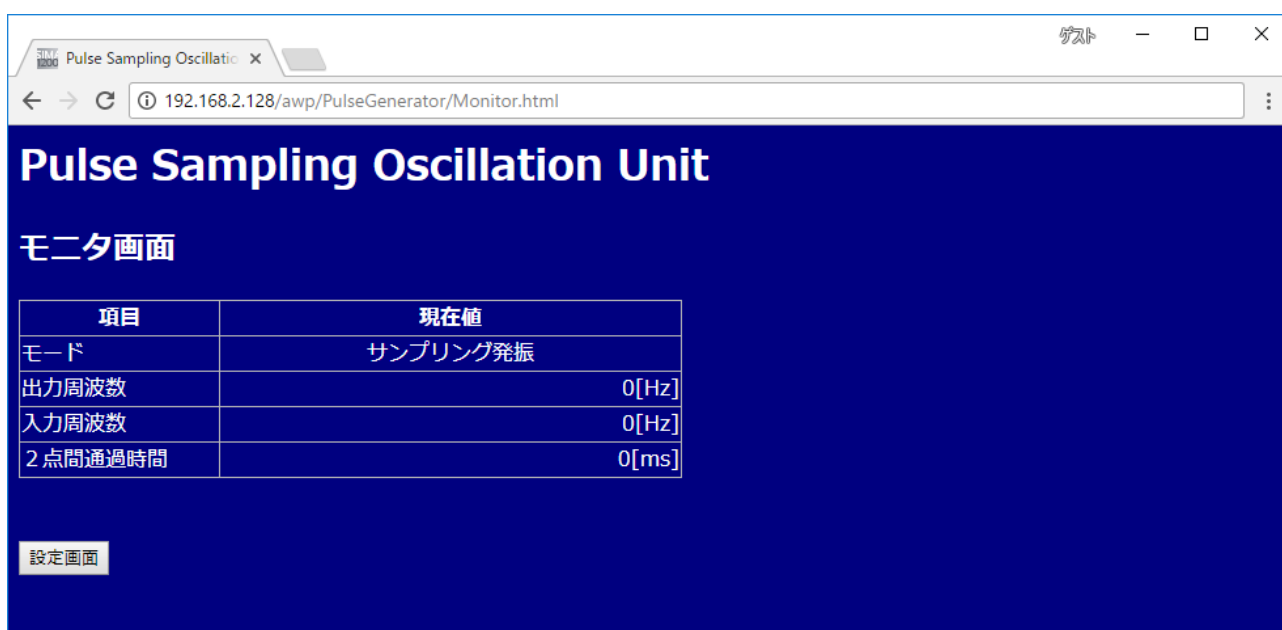 ゲスト
Pulse Sampling Oscillatio
192.168.2.128/awp/PulseGenerator/Monitor.html
Pulse Sampling Oscillation Unit
モニタ画面
項目 現在値
モード サンプリング発振
出力周波数 0[Hz]
入力周波数 0[Hz]
２点間通過時間 0[ms]
設定画面